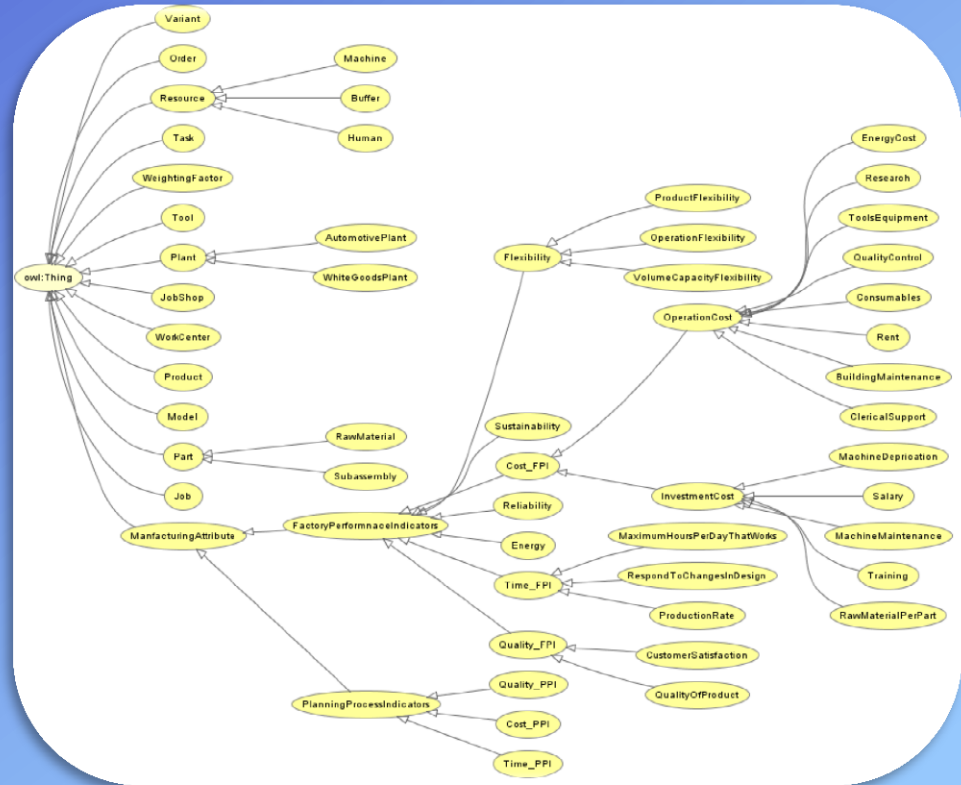 Variant
Order
Resource
Machine
Buffer
Human
Task
WeightingFactor
Tool
Plant
AutomotivePlant
WhiteGoodsPlant
owl:Thing
JobShop
WorkCenter
Product
Model
Part
RawMaterial
Subassembly
Job
ManfacturingAttribute
FactoryPerformnaceIndicators
Flexibility
ProductFlexibility
OperationFlexibility
VolumeCapacityFlexibility
Sustainability
Cost_FPI
OperationCost
EnergyCost
Research
ToolsEquipment
QualityControl
Consumables
Rent
BuildingMaintenance
ClericalSupport
InvestmentCost
MachineDeprication
Salary
MachineMaintenance
Training
RawMaterialPerPart
Reliability
Energy
Time_FPI
MaximumHoursPerDayThatWorks
RespondToChangesInDesign
ProductionRate
Quality_FPI
CustomerSatisfaction
QualityOfProduct
PlanningProcessIndicators
Quality_PPI
Cost_PPI
Time_PPI